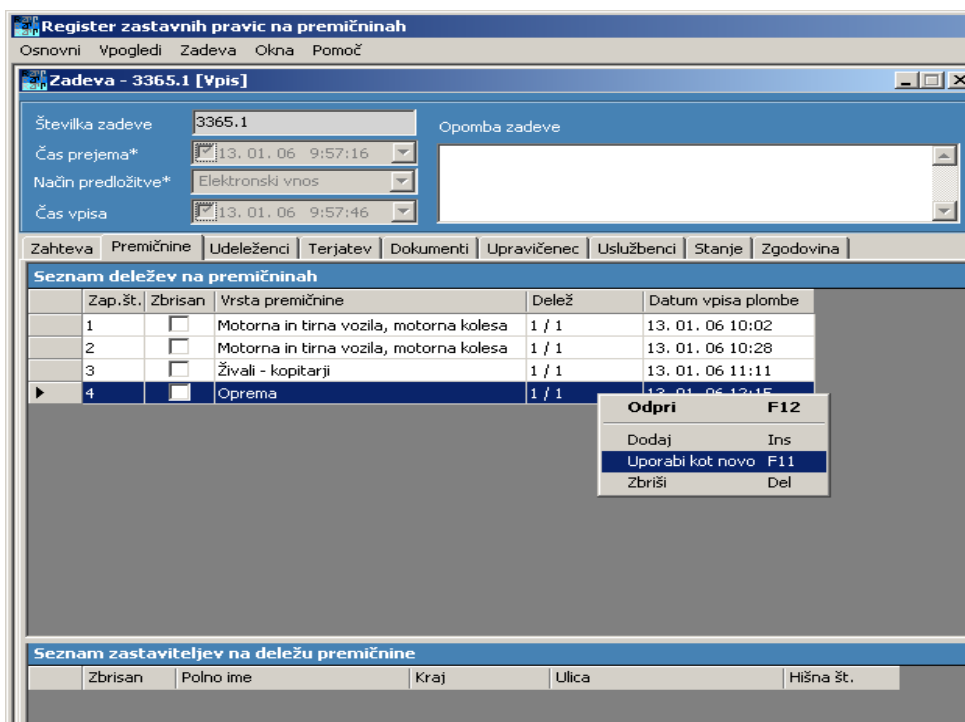 Register zastavnih pravic na premičninah
Osnovni Vpogledi Zadeva Okna Pomoč
Zadeva - 3365.1 [Vpis]
Številka zadeve 3365.1 Opomba zadeve
Čas prejema* 13. 01. 06 9:57:16
Način predložitve* Elektronski vnos
Čas vpisa 13. 01. 06 9:57:46
Zahteva Premičnine Udeleženci Terjatev Dokumenti Upravičenec Uslužbenci Stanje Zgodovina
Seznam deležev na premičninah
Zap.št. Zbrisan Vrsta premičnine Delež Datum vpisa plombe
1 Motorna in tirna vozila, motorna kolesa 1 / 1 13. 01. 06 10:02
2 Motorna in tirna vozila, motorna kolesa 1 / 1 13. 01. 06 10:28
3 Živali - kopitarji 1 / 1 13. 01. 06 11:11
4 Oprema 1 / 1 13. 01. 06
Odpri F12
Dodaj Ins
Uporabi kot novo F11
Zbriši Del
Seznam zastaviteljev na deležu premičnine
Zbrisan Polno ime Kraj Ulica Hišna št.